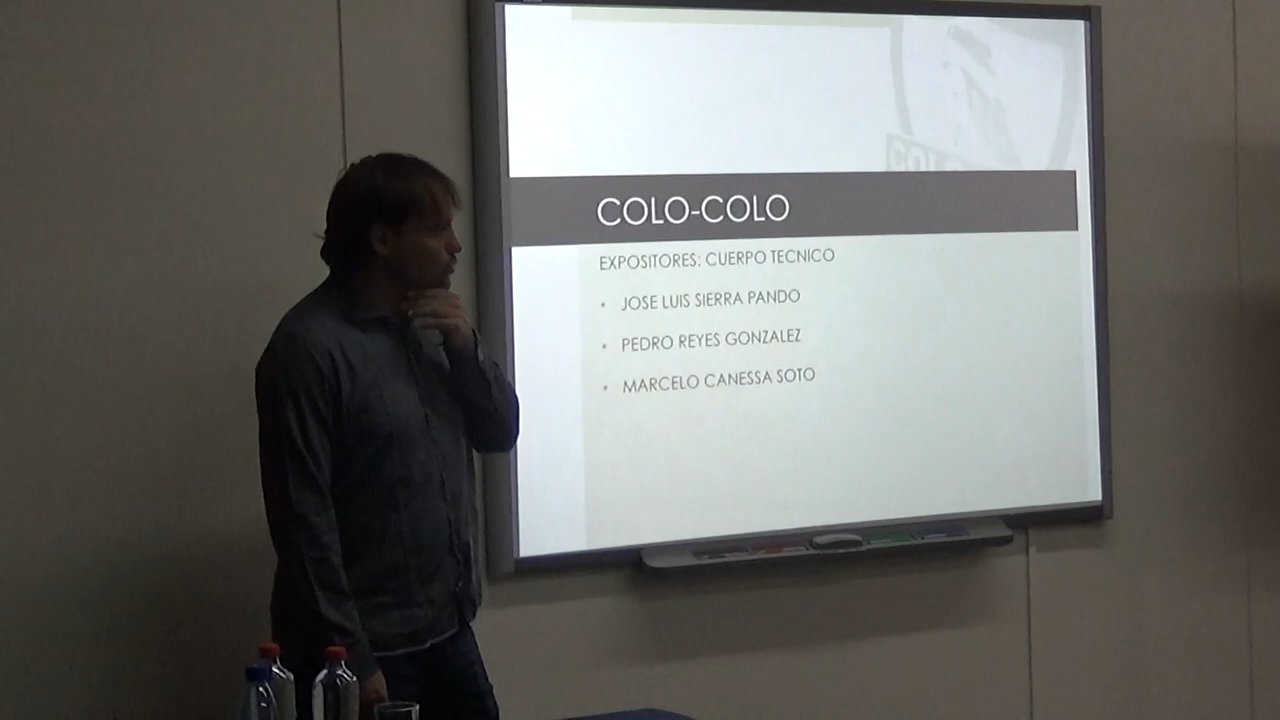 COLO-COLO
EXPOSITORES: CUERPO TECNICO
• JOSE LUIS SIERRA PANDO
• PEDRO REYES GONZALEZ
• MARCELO CANESSA SOTO